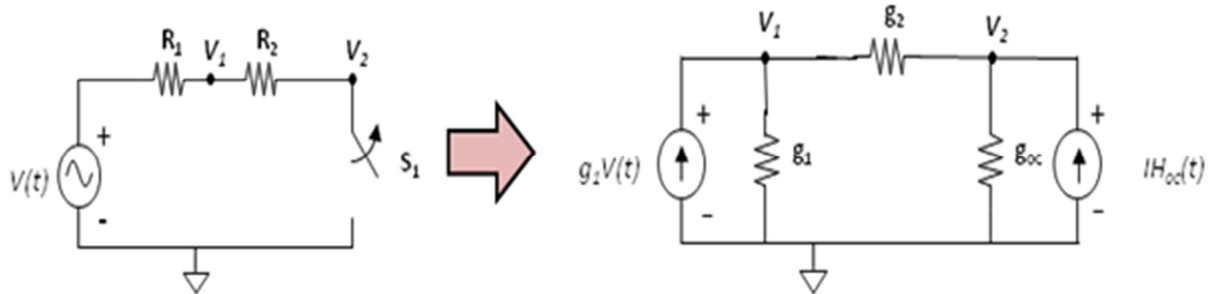 R₁ V₁ R₂ V₂
+
V(t)
S₁
-
V₁ g₂ V₂
+ +
g₁V(t) g₁ gₒc IHₒc(t)
- -